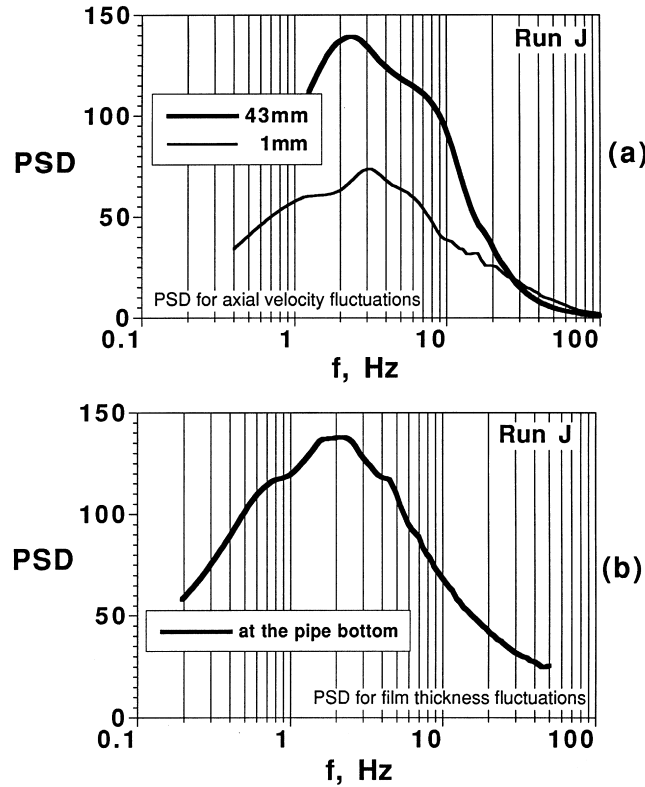 150
Run J
100
43mm
1mm
PSD
(a)
50
PSD for axial velocity fluctuations
0
0.1
1
10
100
f, Hz
150
Run J
100
PSD
(b)
50
at the pipe bottom
PSD for film thickness fluctuations
0
0.1
1
10
100
f, Hz